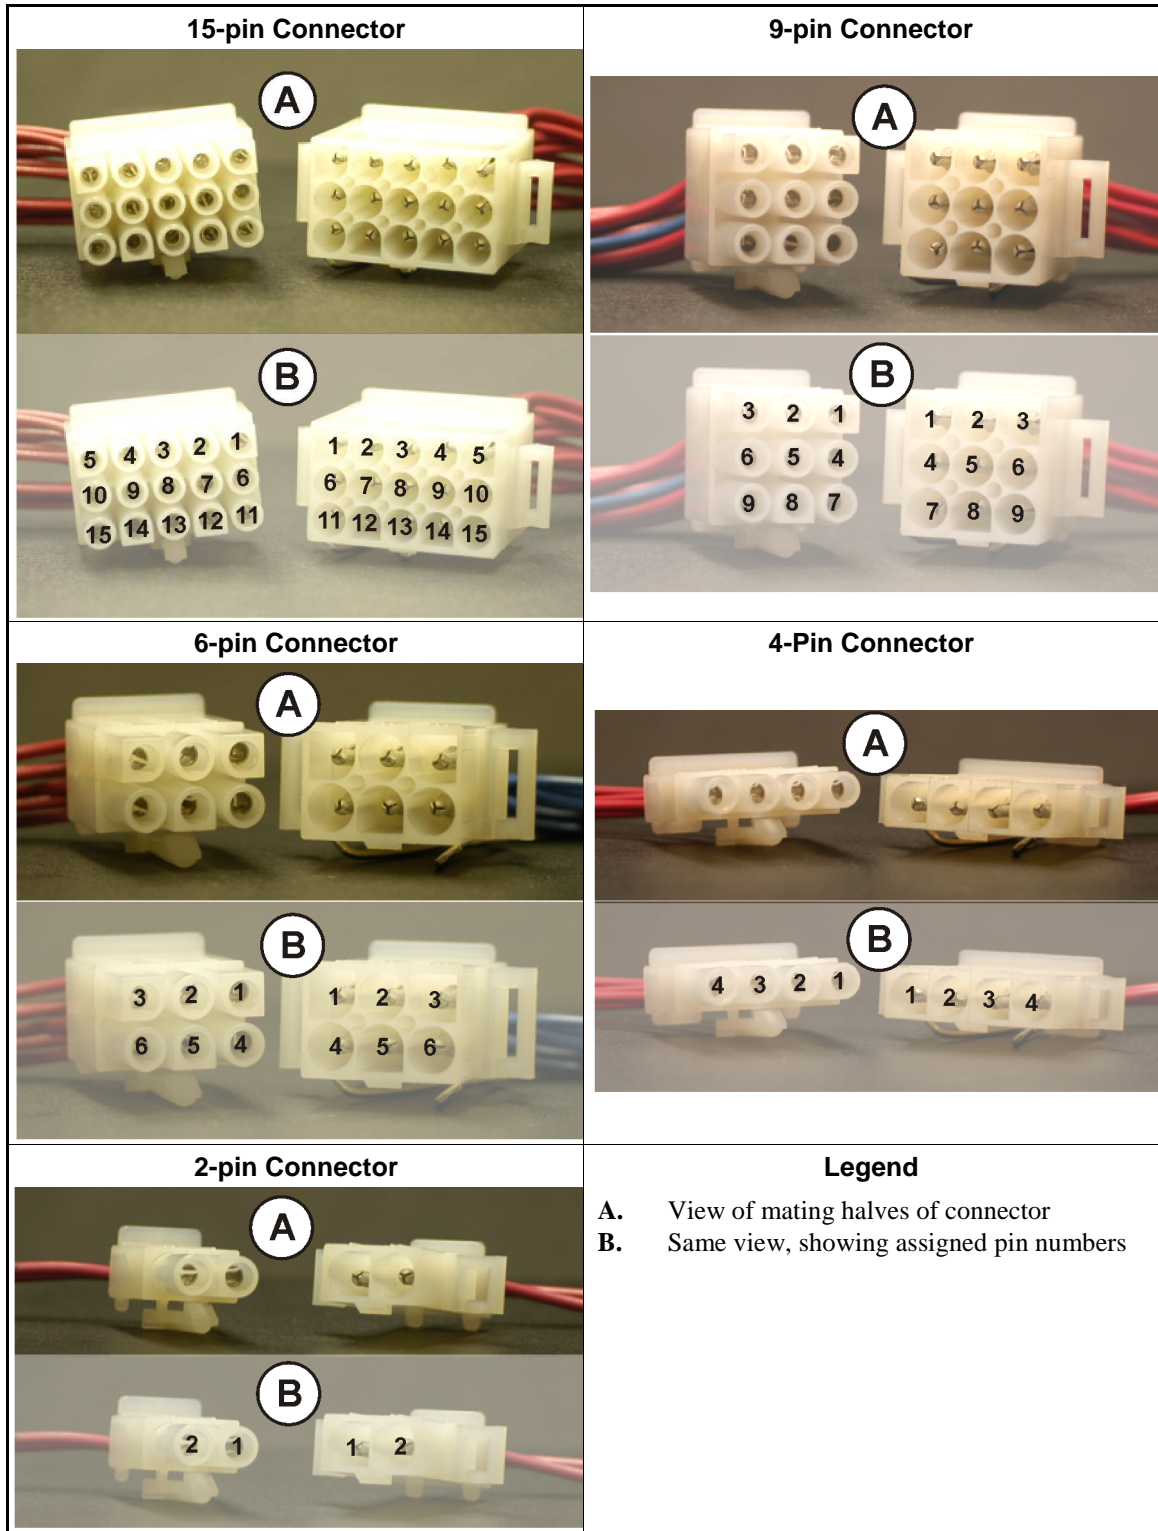 15-pin Connector
A
B
5 4 3 2 1
10 9 8 7 6
15 14 13 12 11
1 2 3 4 5
6 7 8 9 10
11 12 13 14 15
9-pin Connector
A
B
3 2 1
6 5 4
9 8 7
1 2 3
4 5 6
7 8 9
6-pin Connector
A
B
3 2 1
6 5 4
1 2 3
4 5 6
4-Pin Connector
A
B
4 3 2 1
1 2 3 4
2-pin Connector
A
B
2 1
1 2
Legend
A. View of mating halves of connector
B. Same view, showing assigned pin numbers